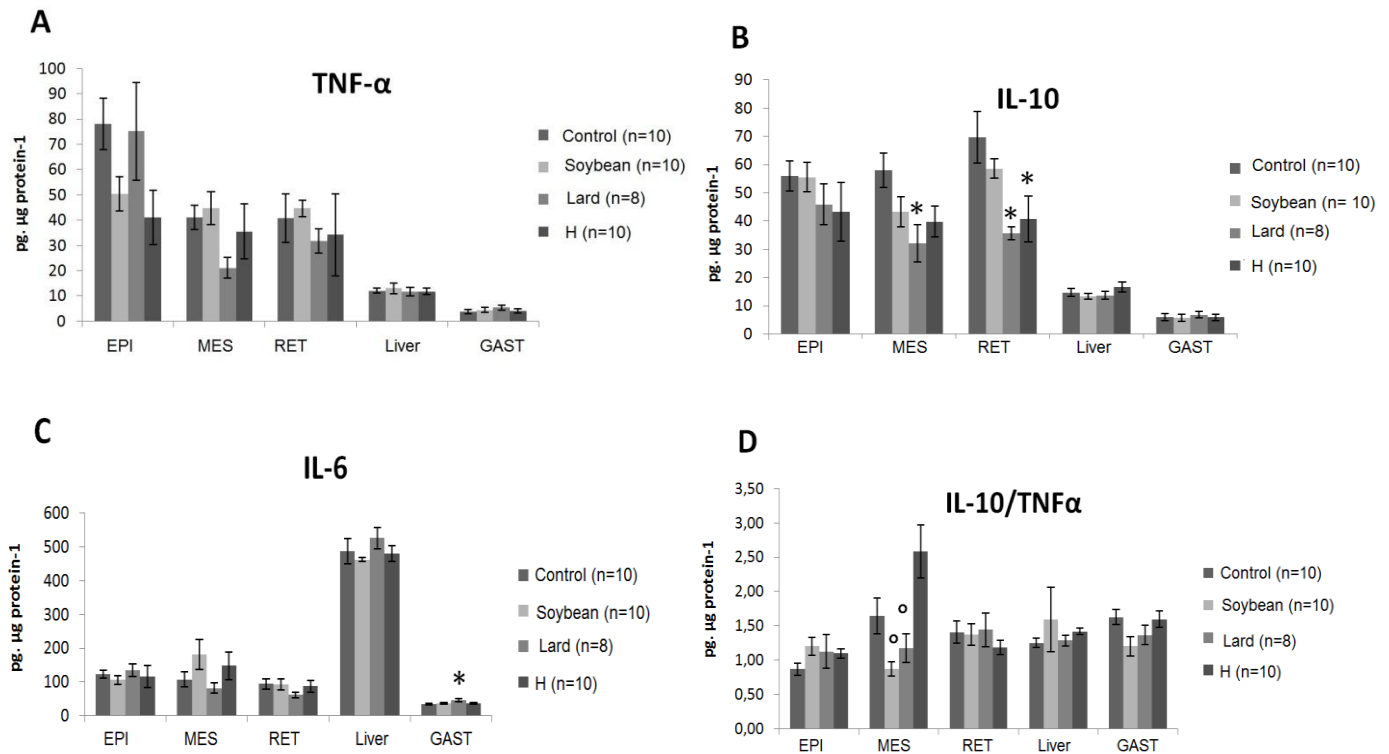 A
TNF-α
pg. µg protein-1
100
90
80
70
60
50
40
30
20
10
0
EPI MES RET Liver GAST
Control (n=10)
Soybean (n=10)
Lard (n=8)
H (n=10)
B
IL-10
pg. µg protein-1
90
80
70
60
50
40
30
20
10
0
* * *
EPI MES RET Liver GAST
Control (n=10)
Soybean (n= 10)
Lard (n=8)
H (n=10)
C
IL-6
pg. µg protein-1
600
500
400
300
200
100
0
*
EPI MES RET Liver GAST
Control (n=10)
Soybean (n=10)
Lard (n=8)
H (n=10)
D
IL-10/TNFα
pg. µg protein-1
3,50
3,00
2,50
2,00
1,50
1,00
0,50
0,00
o o
EPI MES RET Liver GAST
Control (n=10)
Soybean (n=10)
Lard (n=8)
H (n=10)